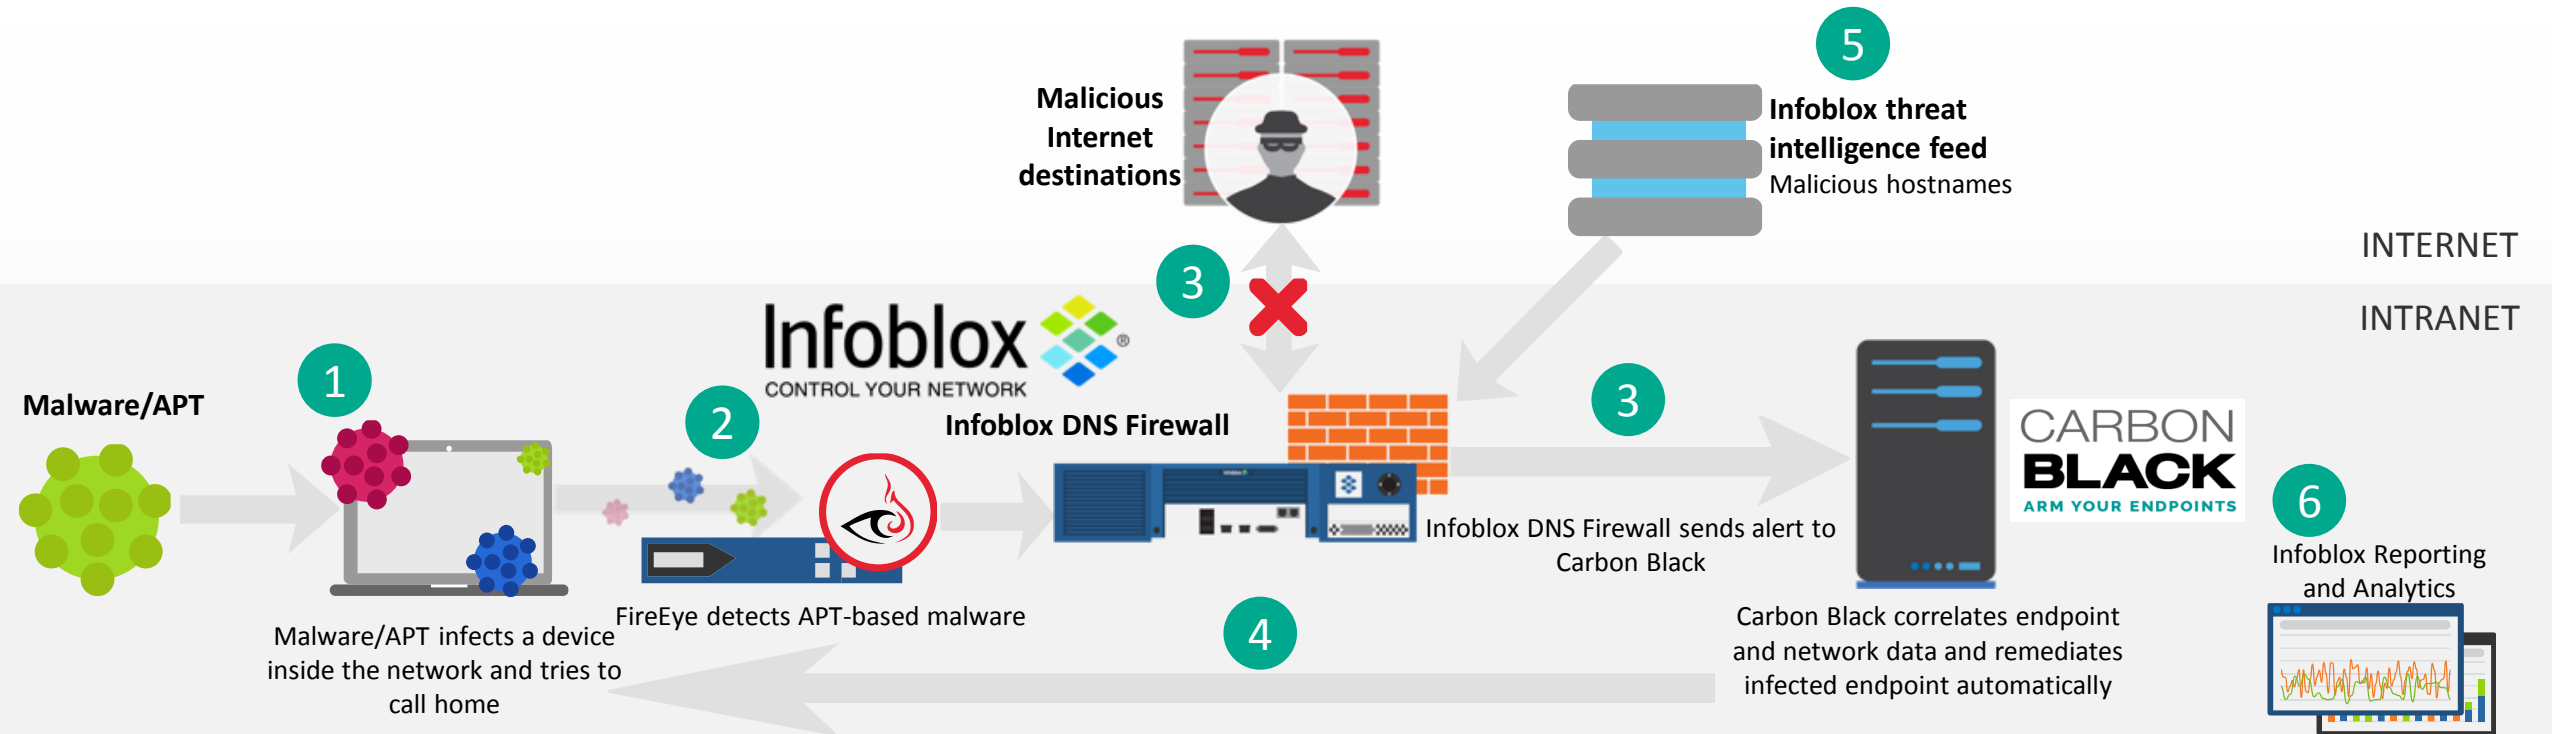 5
Malicious
Internet
destinations
Infoblox threat
intelligence feed
Malicious hostnames
INTERNET
3
INTRANET
Infoblox
®
CONTROL YOUR NETWORK
1
Malware/APT
2
Infoblox DNS Firewall
3
CARBON
BLACK
ARM YOUR ENDPOINTS
6
Infoblox DNS Firewall sends alert to
Carbon Black
Infoblox Reporting
and Analytics
FireEye detects APT-based malware
Malware/APT infects a device
inside the network and tries to
call home
4
Carbon Black correlates endpoint
and network data and remediates
infected endpoint automatically